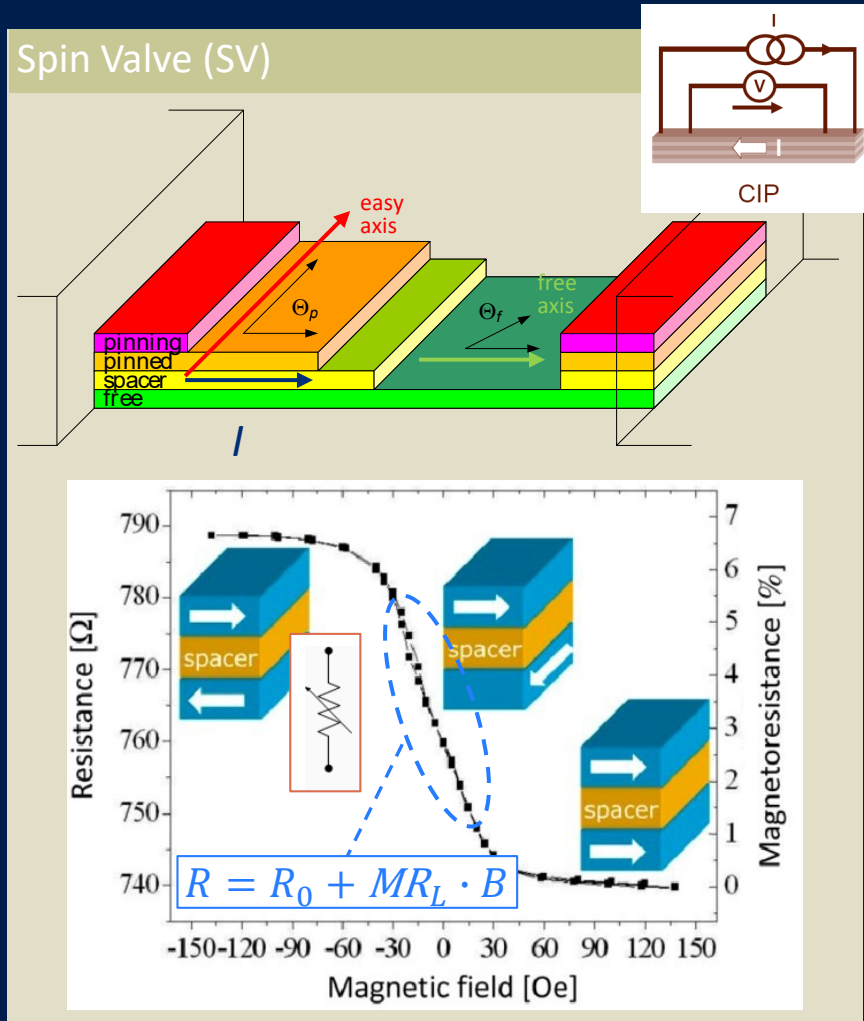 Spin Valve (SV)
I
V
I
CIP
easy
axis
free
axis
Θp
Θf
pinning
pinned
spacer
free
I
Resistance [Ω]
790
780
770
760
750
740
Magnetoresistance [%]
7
6
5
4
3
2
1
0
spacer
spacer
spacer
R = R₀ + MR_L · B
-150 -120 -90 -60 -30 0 30 60 90 120 150
Magnetic field [Oe]